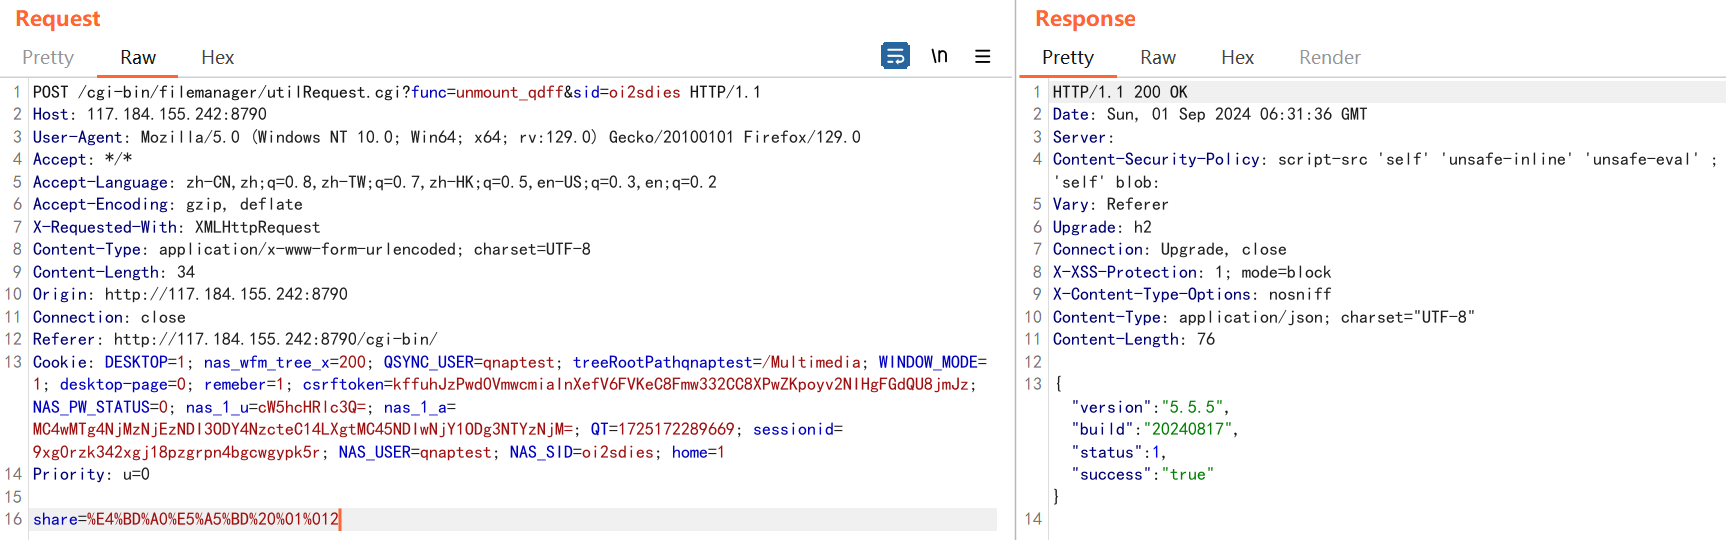 Request
Pretty Raw Hex
\n
1 POST /cgi-bin/filemanager/utilRequest.cgi?func=unmount_qdff&sid=oi2sdies HTTP/1.1
2 Host: 117.184.155.242:8790
3 User-Agent: Mozilla/5.0 (Windows NT 10.0; Win64; x64; rv:129.0) Gecko/20100101 Firefox/129.0
4 Accept: */*
5 Accept-Language: zh-CN,zh;q=0.8,zh-TW;q=0.7,zh-HK;q=0.5,en-US;q=0.3,en;q=0.2
6 Accept-Encoding: gzip, deflate
7 X-Requested-With: XMLHttpRequest
8 Content-Type: application/x-www-form-urlencoded; charset=UTF-8
9 Content-Length: 34
10 Origin: http://117.184.155.242:8790
11 Connection: close
12 Referer: http://117.184.155.242:8790/cgi-bin/
13 Cookie: DESKTOP=1; nas_wfm_tree_x=200; QSYNC_USER=qnaptest; treeRootPathqnaptest=/Multimedia; WINDOW_MODE=
1; desktop-page=0; remeber=1; csrftoken=kffuhJzPwd0VmwcmialnXefV6FVKeC8Fmw332CC8XPwZKpoyv2NIHgFGdQU8jmJz;
NAS_PW_STATUS=0; nas_1_u=cW5hcHRlc3Q=; nas_1_a=
MC4wMTg4NjMzNjEzNDI3ODY4NzcteC14LXgtMC45NDIwNjY1ODg3NTYzNjM=; QT=1725172289669; sessionid=
9xg0rzk342xgj18pzgrpn4bgcwgypk5r; NAS_USER=qnaptest; NAS_SID=oi2sdies; home=1
14 Priority: u=0
15
16 share=%E4%BD%A0%E5%A5%BD%20%01%012
Response
Pretty Raw Hex Render
1 HTTP/1.1 200 OK
2 Date: Sun, 01 Sep 2024 06:31:36 GMT
3 Server:
4 Content-Security-Policy: script-src 'self' 'unsafe-inline' 'unsafe-eval' ;
'self' blob:
5 Vary: Referer
6 Upgrade: h2
7 Connection: Upgrade, close
8 X-XSS-Protection: 1; mode=block
9 X-Content-Type-Options: nosniff
10 Content-Type: application/json; charset="UTF-8"
11 Content-Length: 76
12
13 {
"version":"5.5.5",
"build":"20240817",
"status":1,
"success":"true"
}
14